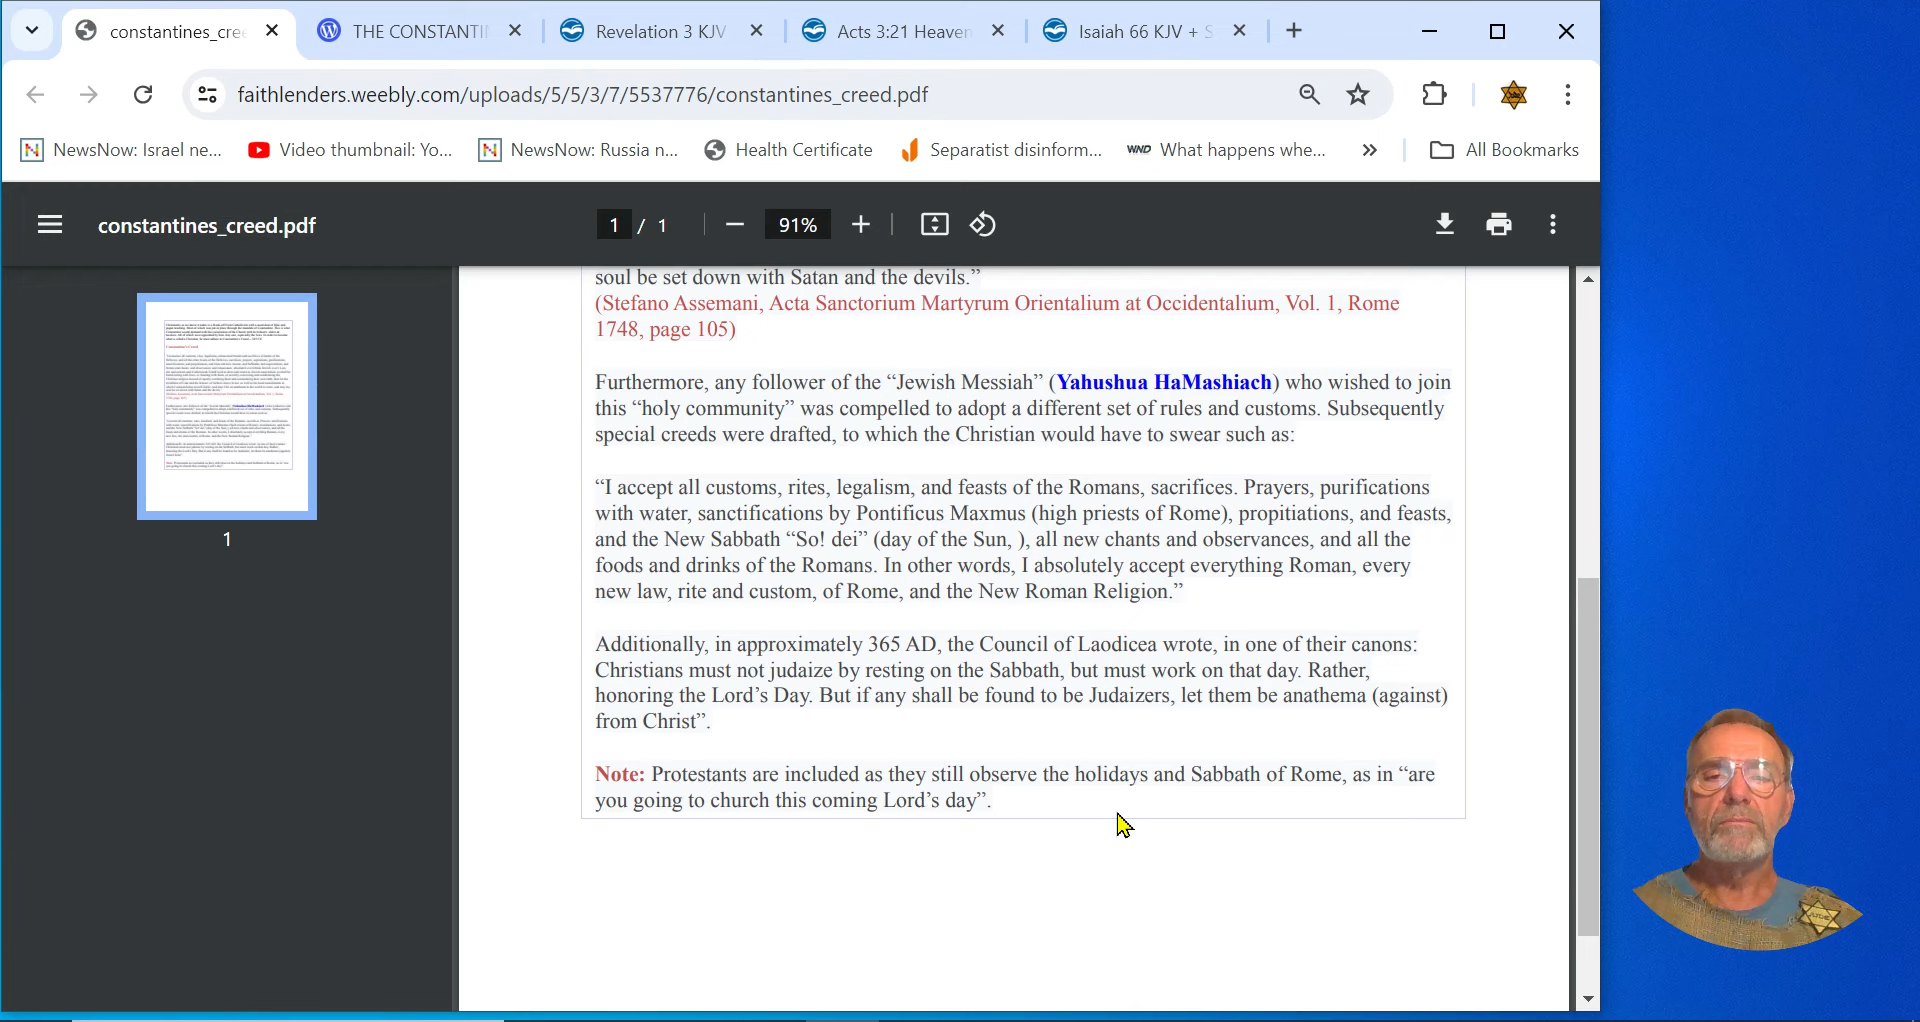 constantines_cre
THE CONSTANTI
Revelation 3 KJV
Acts 3:21 Heaven
Isaiah 66 KJV + S
faithlenders.weebly.com/uploads/5/5/3/7/5537776/constantines_creed.pdf
NewsNow: Israel ne...
Video thumbnail: Yo...
NewsNow: Russia n...
Health Certificate
Separatist disinform...
WND What happens whe...
All Bookmarks
constantines_creed.pdf
1 / 1
91%
1
soul be set down with Satan and the devils.”
(Stefano Assemani, Acta Sanctorium Martyrum Orientalium at Occidentalium, Vol. 1, Rome
1748, page 105)
Furthermore, any follower of the “Jewish Messiah” (Yahushua HaMashiach) who wished to join
this “holy community” was compelled to adopt a different set of rules and customs. Subsequently
special creeds were drafted, to which the Christian would have to swear such as:
“I accept all customs, rites, legalism, and feasts of the Romans, sacrifices. Prayers, purifications
with water, sanctifications by Pontificus Maxmus (high priests of Rome), propitiations, and feasts,
and the New Sabbath “So! dei” (day of the Sun, ), all new chants and observances, and all the
foods and drinks of the Romans. In other words, I absolutely accept everything Roman, every
new law, rite and custom, of Rome, and the New Roman Religion.”
Additionally, in approximately 365 AD, the Council of Laodicea wrote, in one of their canons:
Christians must not judaize by resting on the Sabbath, but must work on that day. Rather,
honoring the Lord’s Day. But if any shall be found to be Judaizers, let them be anathema (against)
from Christ”.
Note: Protestants are included as they still observe the holidays and Sabbath of Rome, as in “are
you going to church this coming Lord’s day”.